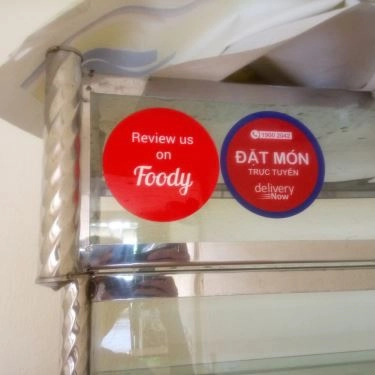 Review us
on
Foody
1900 2042
ĐẶT MÓN
TRỰC TUYẾN
delivery
Now